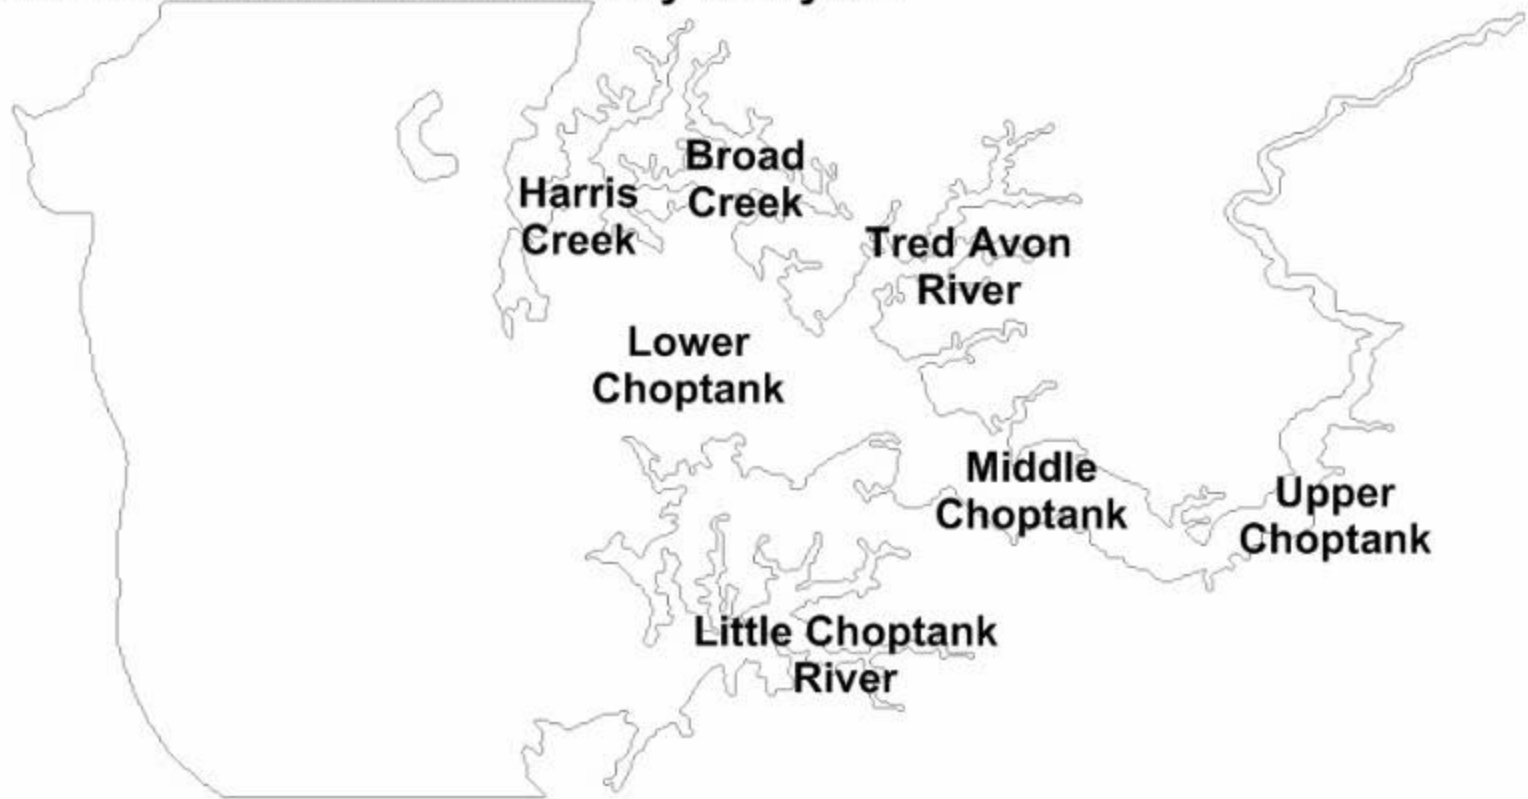 Broad
Creek
Harris
Creek
Tred Avon
River
Lower
Choptank
Middle
Choptank
Upper
Choptank
Little Choptank
River